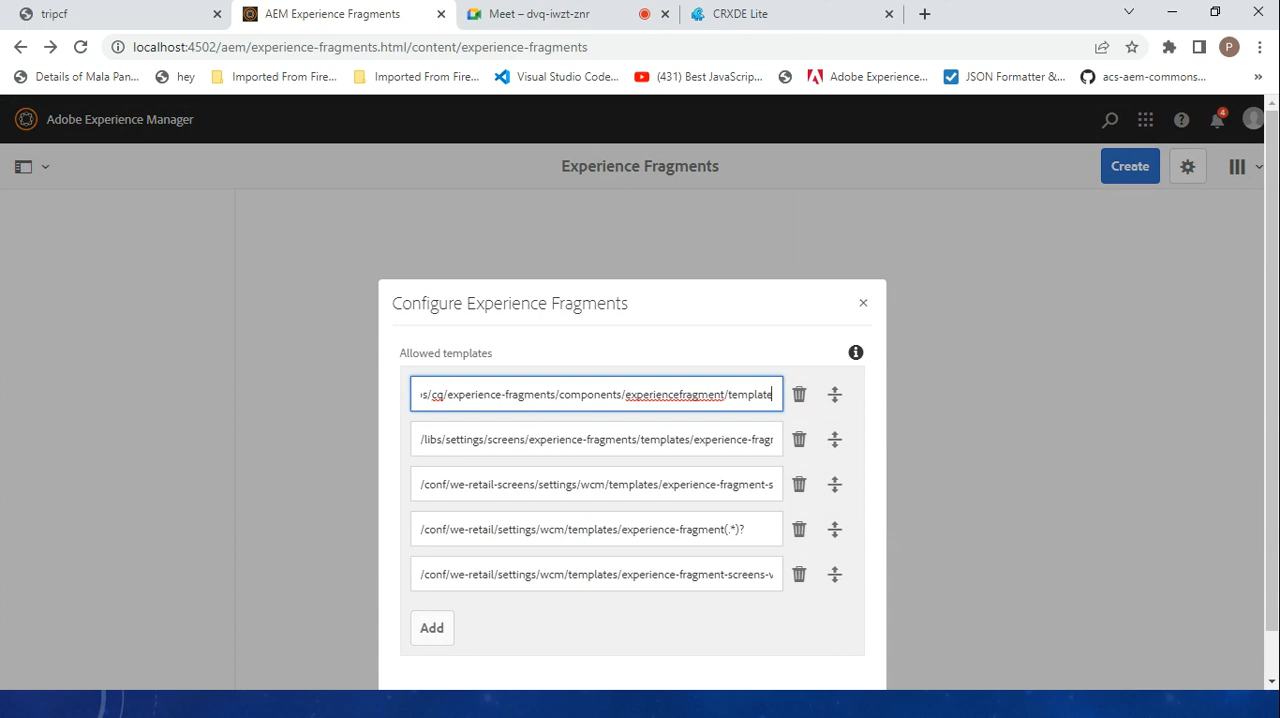 tripcf AEM Experience Fragments Meet – dvq-iwzt-znr CRXDE Lite
localhost:4502/aem/experience-fragments.html/content/experience-fragments P
Details of Mala Pan... hey Imported From Fire... Imported From Fire... Visual Studio Code... (431) Best JavaScrip... Adobe Experience... JSON Formatter &... acs-aem-commons... »
Adobe Experience Manager 4
Experience Fragments Create
Configure Experience Fragments
Allowed templates
s/cq/experience-fragments/components/experiencefragment/template
/libs/settings/screens/experience-fragments/templates/experience-fragr
/conf/we-retail-screens/settings/wcm/templates/experience-fragment-s
/conf/we-retail/settings/wcm/templates/experience-fragment(.*)?
/conf/we-retail/settings/wcm/templates/experience-fragment-screens-v
Add